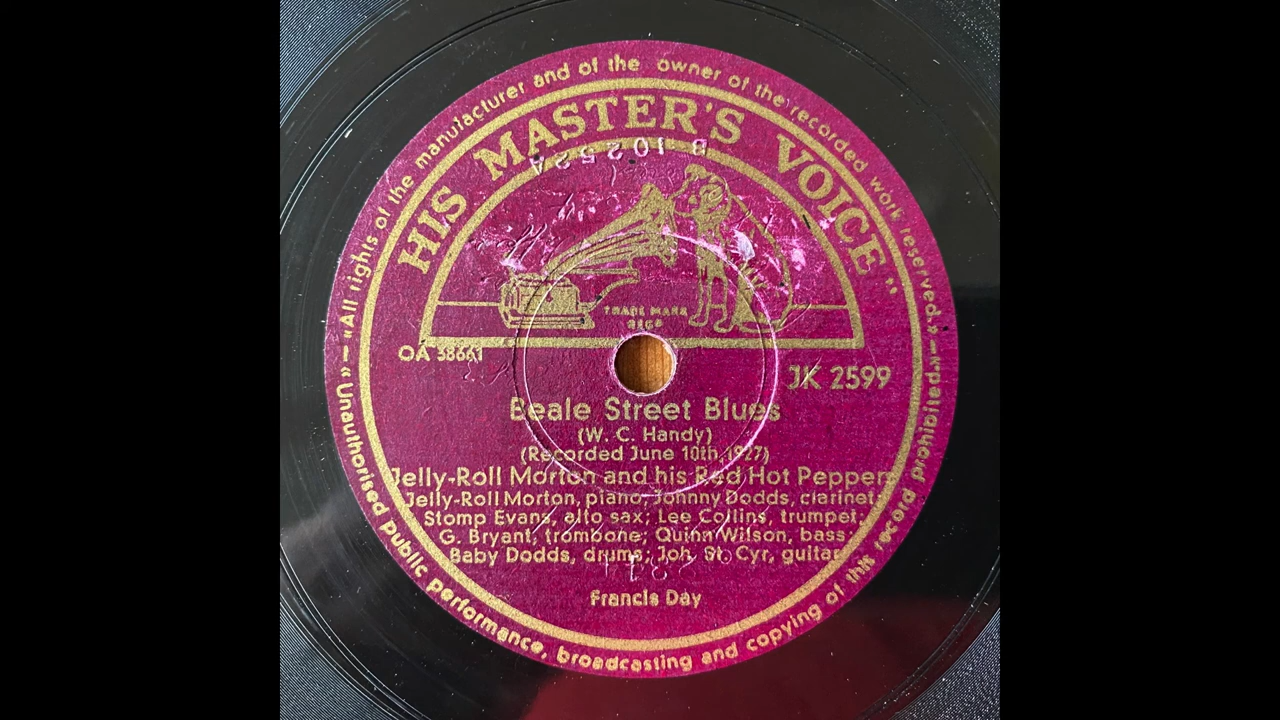 «All rights of the manufacturer and of the owner of the recorded work reserved.» — «Unauthorised public performance, broadcasting and copying of this record prohibited.» —
"HIS MASTER'S VOICE"
B 10252A
TRADE MARK
OA 38661
JK 2599
Beale Street Blues
(W. C. Handy)
(Recorded June 10th, 1927)
Jelly-Roll Morton and his Red Hot Peppers
Jelly-Roll Morton, piano; Johnny Dodds, clarinet;
Stomp Evans, alto sax; Lee Collins, trumpet;
G. Bryant, trombone; Quinn Wilson, bass;
Baby Dodds, drums; Joh. St. Cyr, guitar
Francis Day